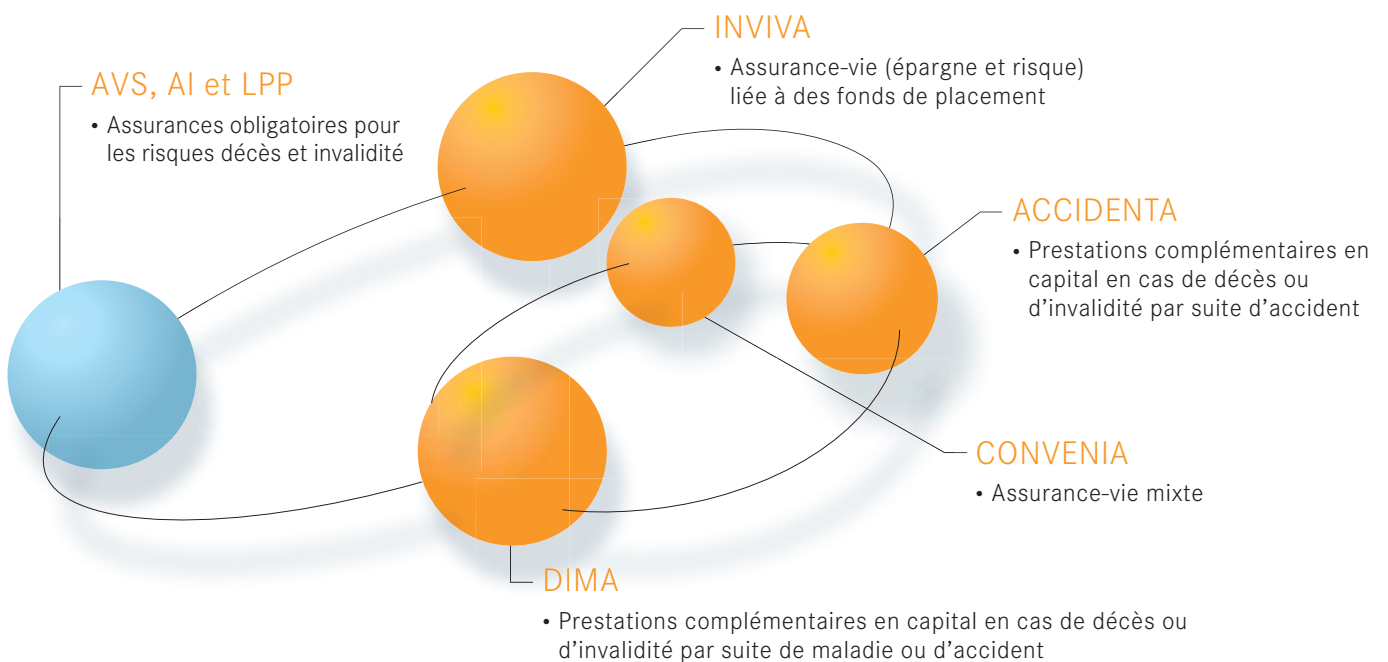 INVIVA
• Assurance-vie (épargne et risque)
liée à des fonds de placement
AVS, AI et LPP
• Assurances obligatoires pour
les risques décès et invalidité
ACCIDENTA
• Prestations complémentaires en
capital en cas de décès ou
d’invalidité par suite d’accident
CONVENIA
• Assurance-vie mixte
DIMA
• Prestations complémentaires en capital en cas de décès ou
d’invalidité par suite de maladie ou d’accident